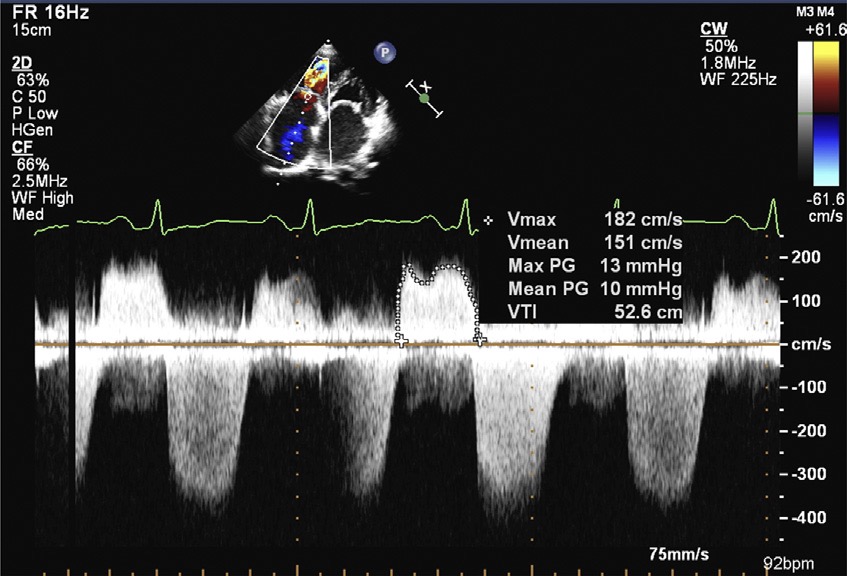 FR 16Hz
15cm
2D
63%
C 50
P Low
HGen
CF
66%
2.5MHz
WF High
Med
P
X
CW
50%
1.8MHz
WF 225Hz
M3 M4
+61.6
-61.6
cm/s
Vmax 182 cm/s
Vmean 151 cm/s
Max PG 13 mmHg
Mean PG 10 mmHg
VTI 52.6 cm
200
100
cm/s
-100
-200
-300
-400
75mm/s
92bpm